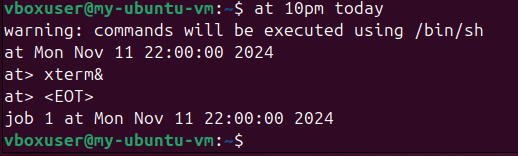 vboxuser@my-ubuntu-vm:~$ at 10pm today
warning: commands will be executed using /bin/sh
at Mon Nov 11 22:00:00 2024
at> xterm&
at> <EOT>
job 1 at Mon Nov 11 22:00:00 2024
vboxuser@my-ubuntu-vm:~$